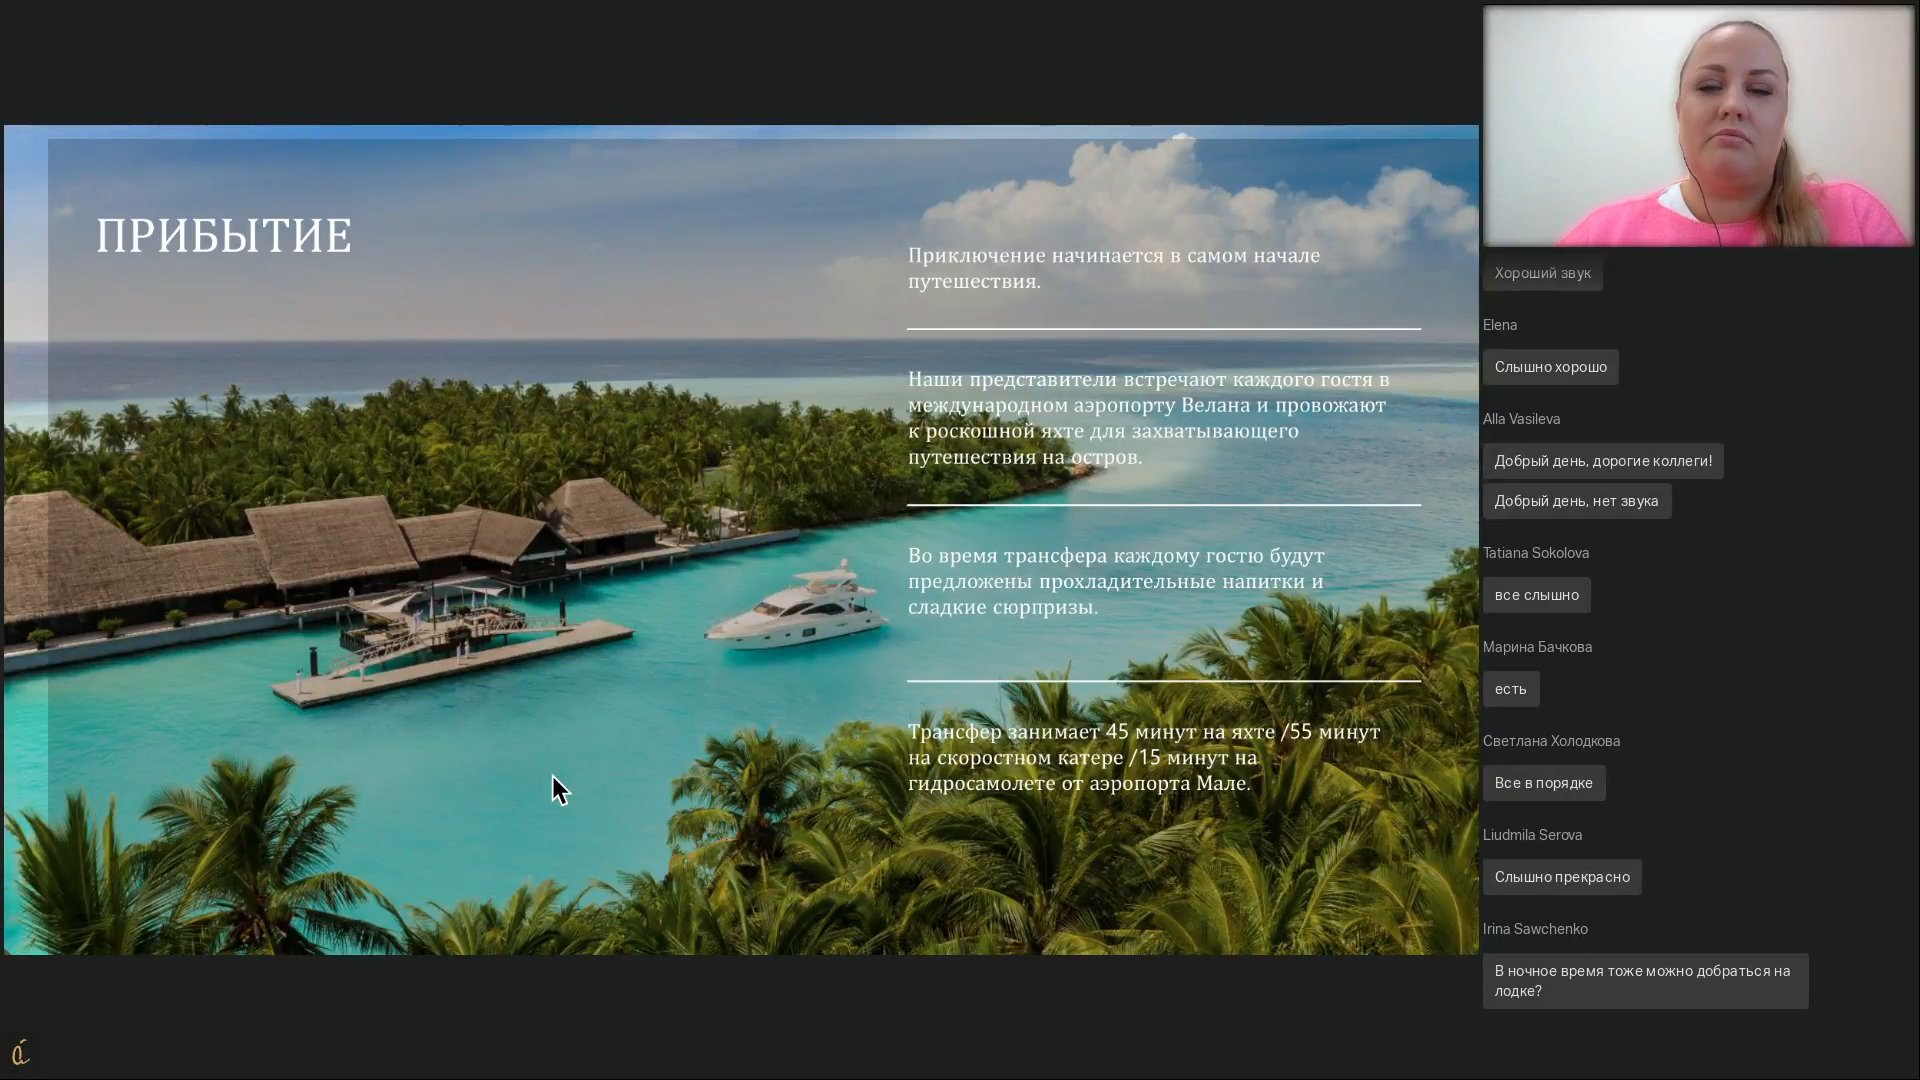 ПРИБЫТИЕ
Приключение начинается в самом начале
путешествия.
Наши представители встречают каждого гостя в
международном аэропорту Велана и провожают
к роскошной яхте для захватывающего
путешествия на остров.
Во время трансфера каждому гостю будут
предложены прохладительные напитки и
сладкие сюрпризы.
Трансфер занимает 45 минут на яхте /55 минут
на скоростном катере /15 минут на
гидросамолете от аэропорта Мале.
Хороший звук
Elena
Слышно хорошо
Alla Vasileva
Добрый день, дорогие коллеги!
Добрый день, нет звука
Tatiana Sokolova
все слышно
Марина Бачкова
есть
Светлана Холодкова
Все в порядке
Liudmila Serova
Слышно прекрасно
Irina Sawchenko
В ночное время тоже можно добраться на
лодке?
á